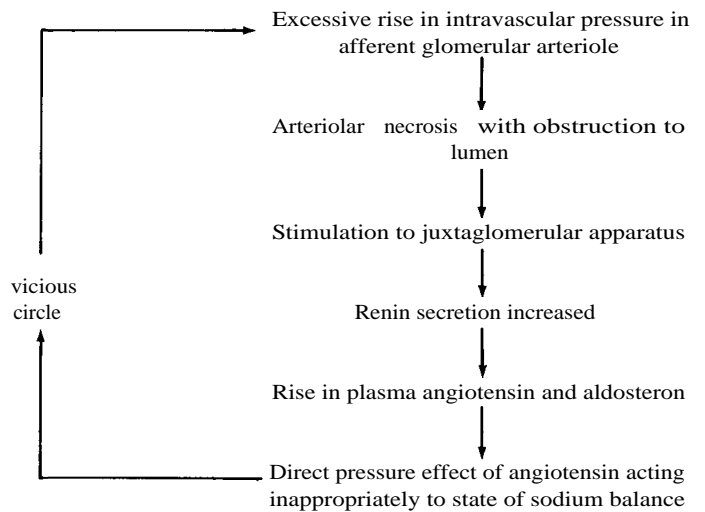 Excessive rise in intravascular pressure in
afferent glomerular arteriole
Arteriolar necrosis with obstruction to
lumen
Stimulation to juxtaglomerular apparatus
vicious
circle
Renin secretion increased
Rise in plasma angiotensin and aldosteron
Direct pressure effect of angiotensin acting
inappropriately to state of sodium balance